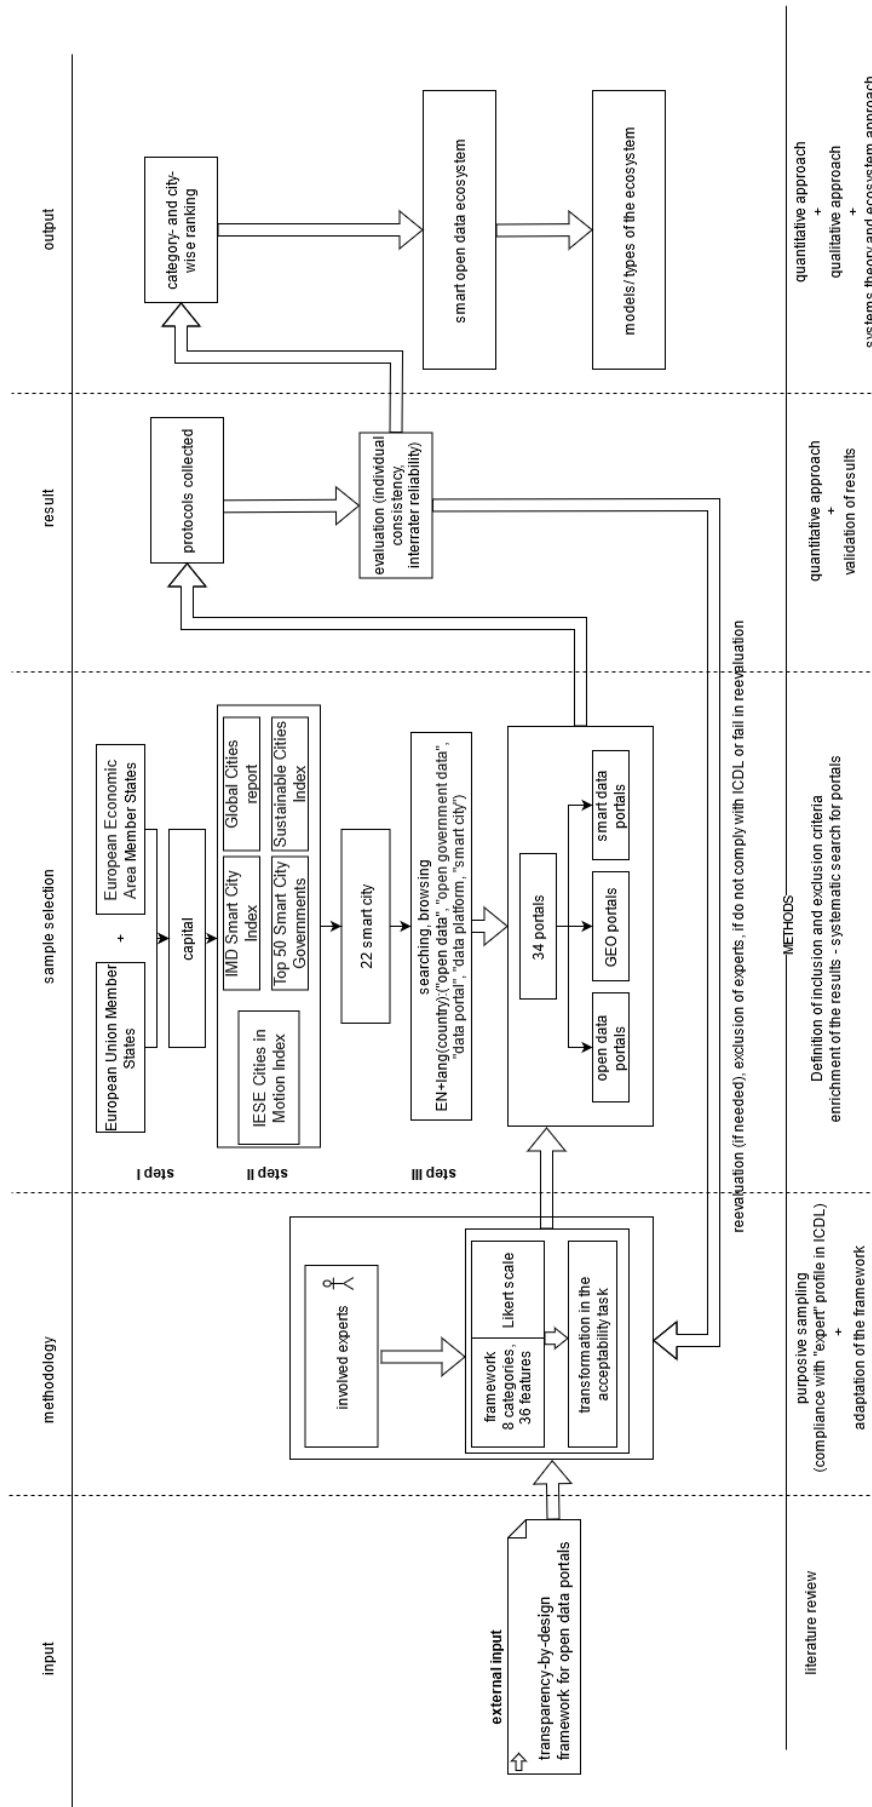 input
methodology
sample selection
result
output
external input
transparency-by-design
framework for open data portals
involved experts
framework
8 categories,
36 features
Likert scale
transformation in the
acceptability task
step I
European Union Member
States
+
European Economic
Area Member States
capital
step II
IESE Cities in
Motion Index
IMD Smart City
Index
Global Cities
report
Top 50 Smart City
Governments
Sustainable Cities
Index
22 smart city
step III
searching, browsing
EN+lang(country):("open data", "open government data",
"data portal", "data platform, "smart city")
34 portals
open data
portals
GEO portals
smart data
portals
protocols collected
evaluation (individual
consistency,
interrater reliability)
category- and city-
wise ranking
smart open data ecosystem
models/ types of the ecosystem
reevaluation (if needed), exclusion of experts, if do not comply with ICDL or fail in reevaluation
METHODS
literature review
purposive sampling
(compliance with "expert" profile in ICDL)
+
adaptation of the framework
Definition of inclusion and exclusion criteria
enrichment of the results - systematic search for portals
quantitative approach
+
validation of results
quantitative approach
+
qualitative approach
+
systems theory and ecosystem approach